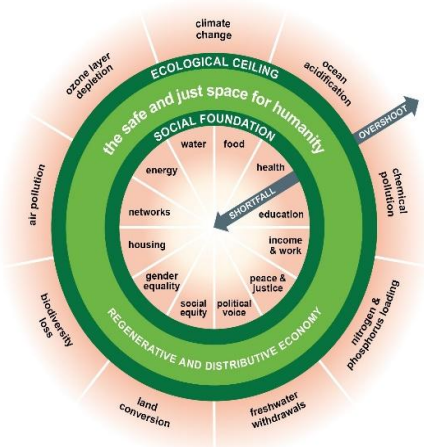 climate
change
ocean
acidification
chemical
pollution
nitrogen &
phosphorus loading
freshwater
withdrawals
land
conversion
biodiversity
loss
air pollution
ozone layer
depletion
ECOLOGICAL CEILING
the safe and just space for humanity
SOCIAL FOUNDATION
OVERSHOOT
SHORTFALL
water
food
health
education
income
& work
peace &
justice
political
voice
social
equity
gender
equality
housing
networks
energy
REGENERATIVE AND DISTRIBUTIVE ECONOMY